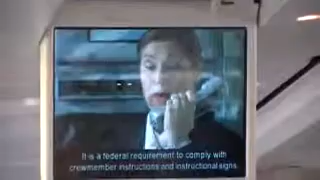 It is a federal requirement to comply with
crewmember instructions and instructional signs.